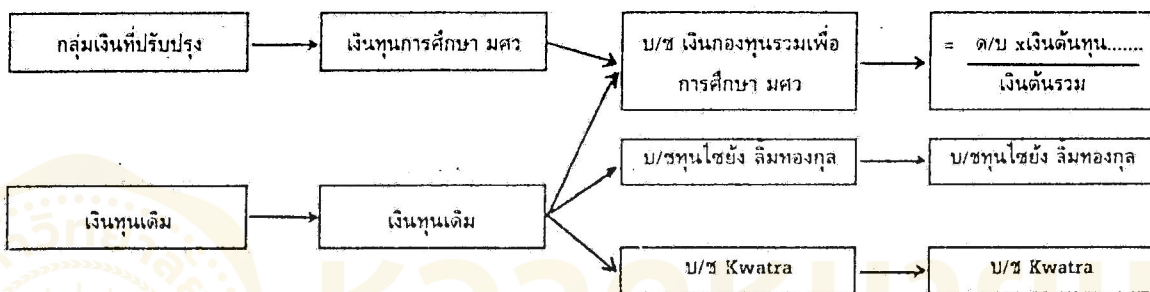 กลุ่มเงินที่ปรับปรุง
เงินทุนการศึกษา มศว
บ/ช เงินกองทุนรวมเพื่อ
การศึกษา มศว
= ด/บ xเงินต้นทุน.......
เงินต้นรวม
บ/ชทุนไชยัง ลิ้มทองกุล
บ/ชทุนไชยัง ลิ้มทองกุล
เงินทุนเดิม
เงินทุนเดิม
บ/ช Kwatra
บ/ช Kwatra